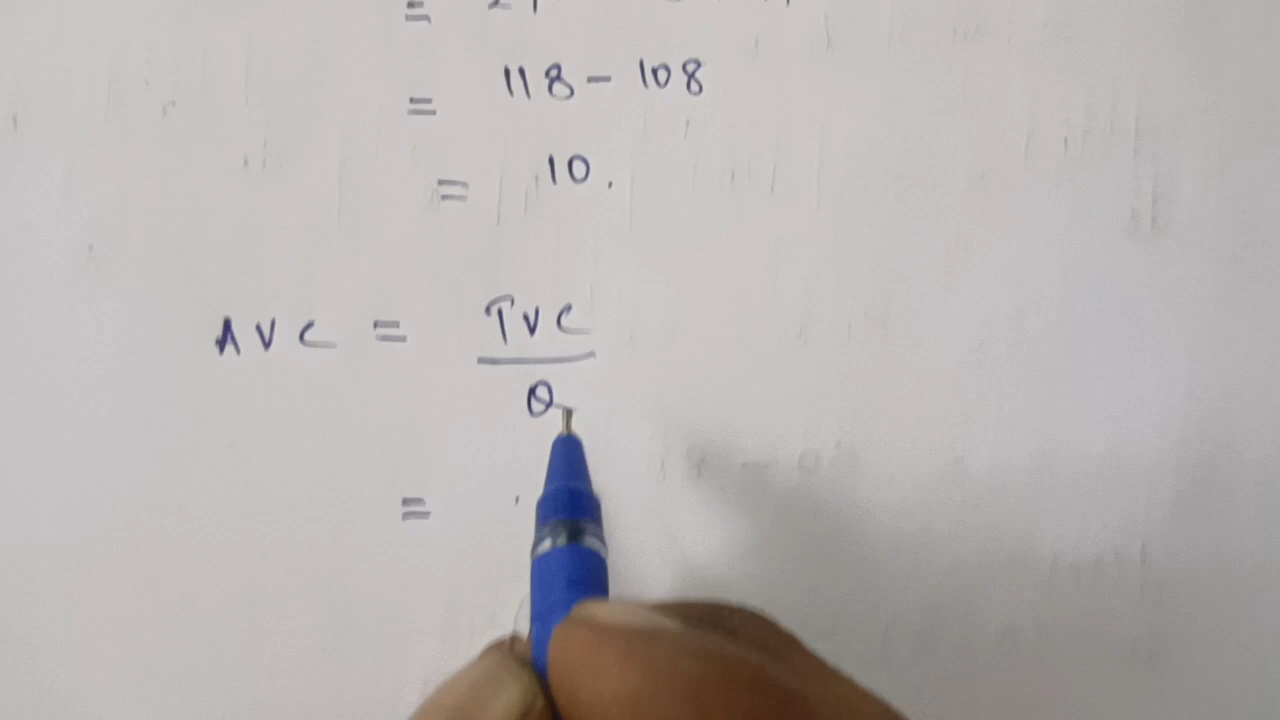 =
= 118 - 108
= 10.
AVC = TVC
Q
=